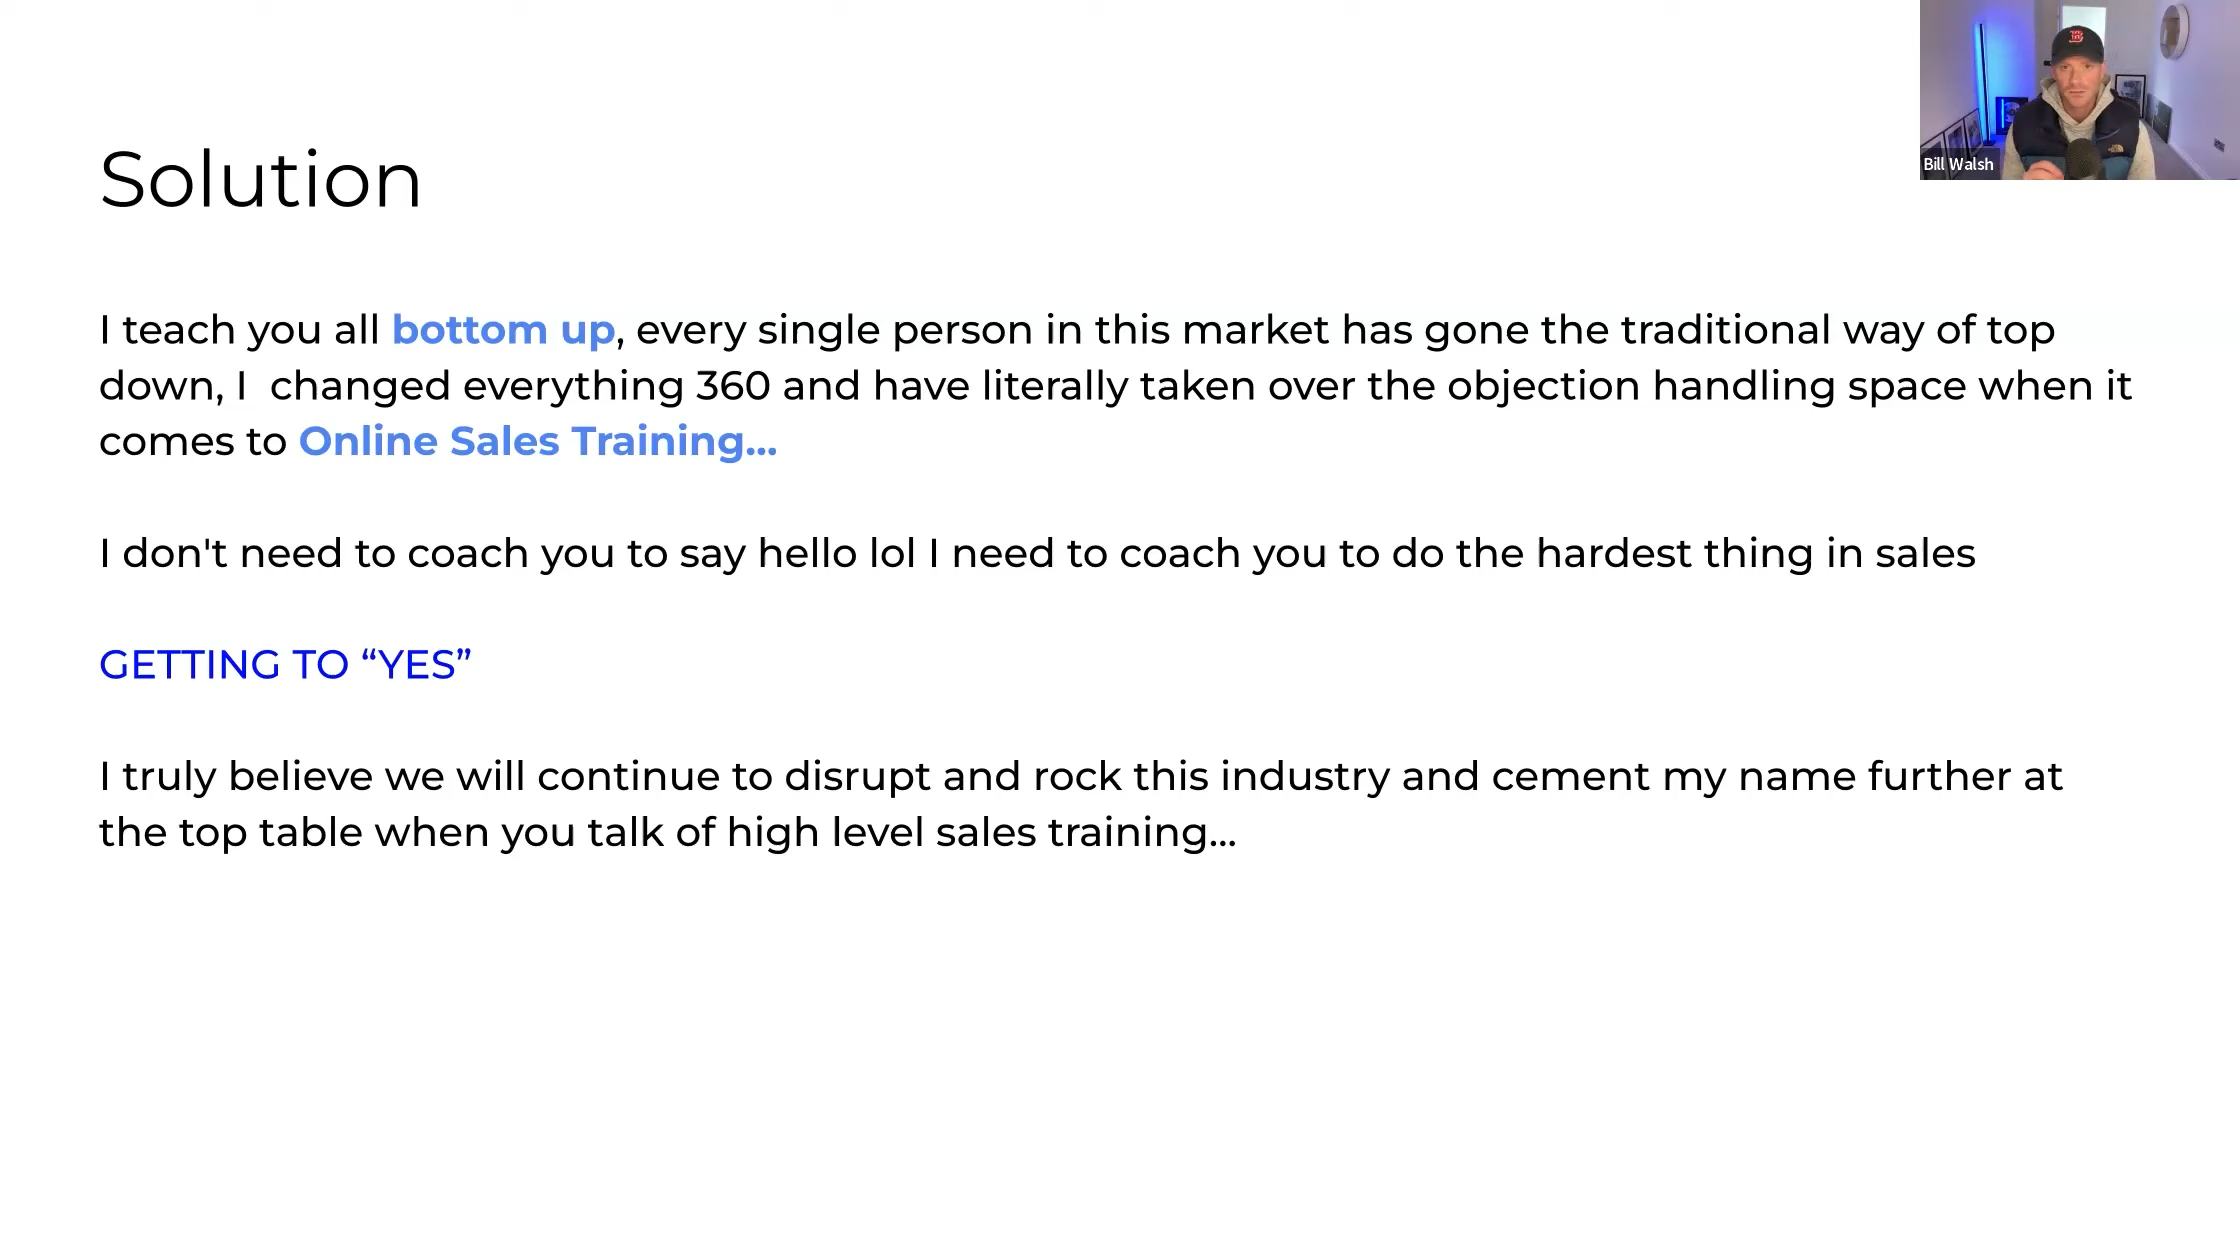 Bill Walsh
Solution
I teach you all bottom up, every single person in this market has gone the traditional way of top
down, I  changed everything 360 and have literally taken over the objection handling space when it
comes to Online Sales Training...
I don't need to coach you to say hello lol I need to coach you to do the hardest thing in sales
GETTING TO “YES”
I truly believe we will continue to disrupt and rock this industry and cement my name further at
the top table when you talk of high level sales training...